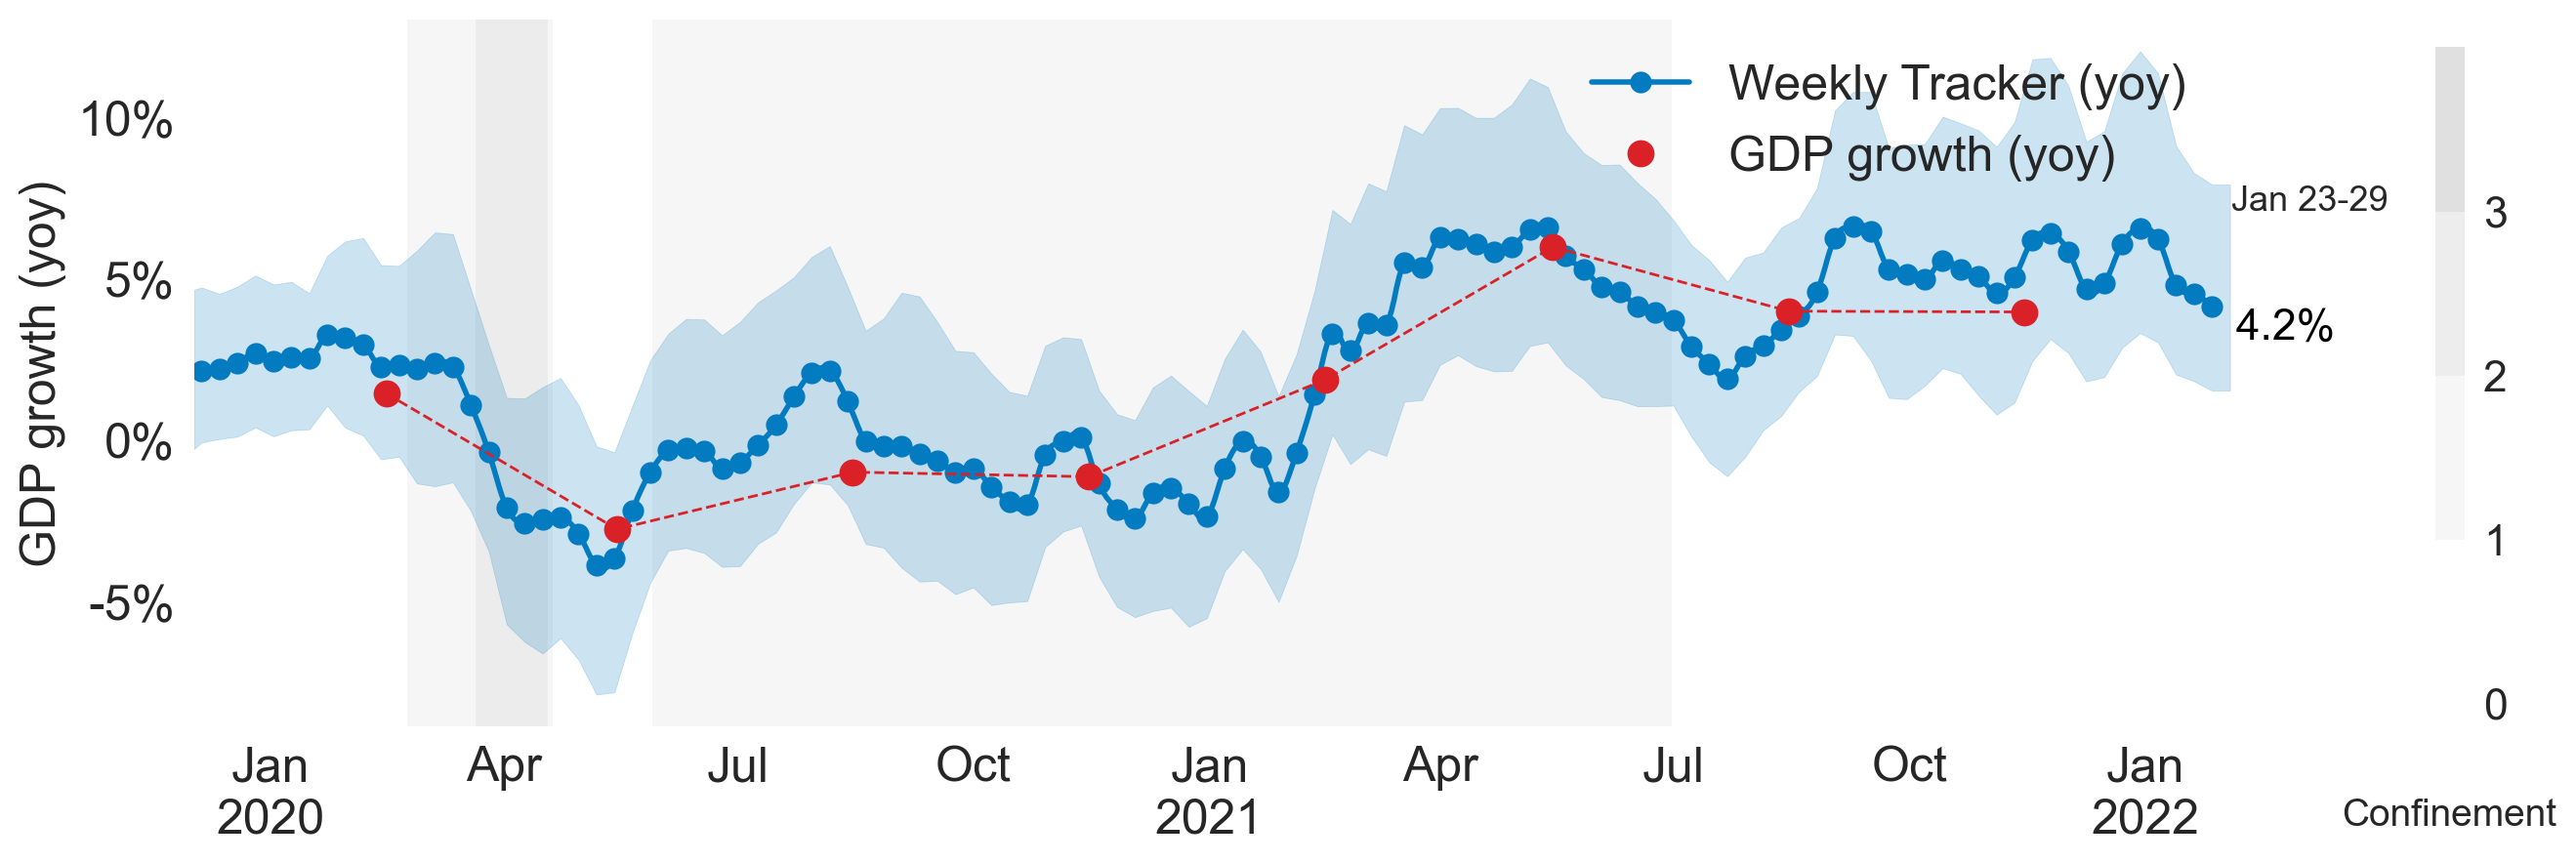 GDP growth (yoy)
10%
5%
0%
-5%
Weekly Tracker (yoy)
GDP growth (yoy)
Jan 23-29
4.2%
3
2
1
0
Jan Apr Jul Oct Jan Apr Jul Oct Jan
2020 2021 2022
Confinement